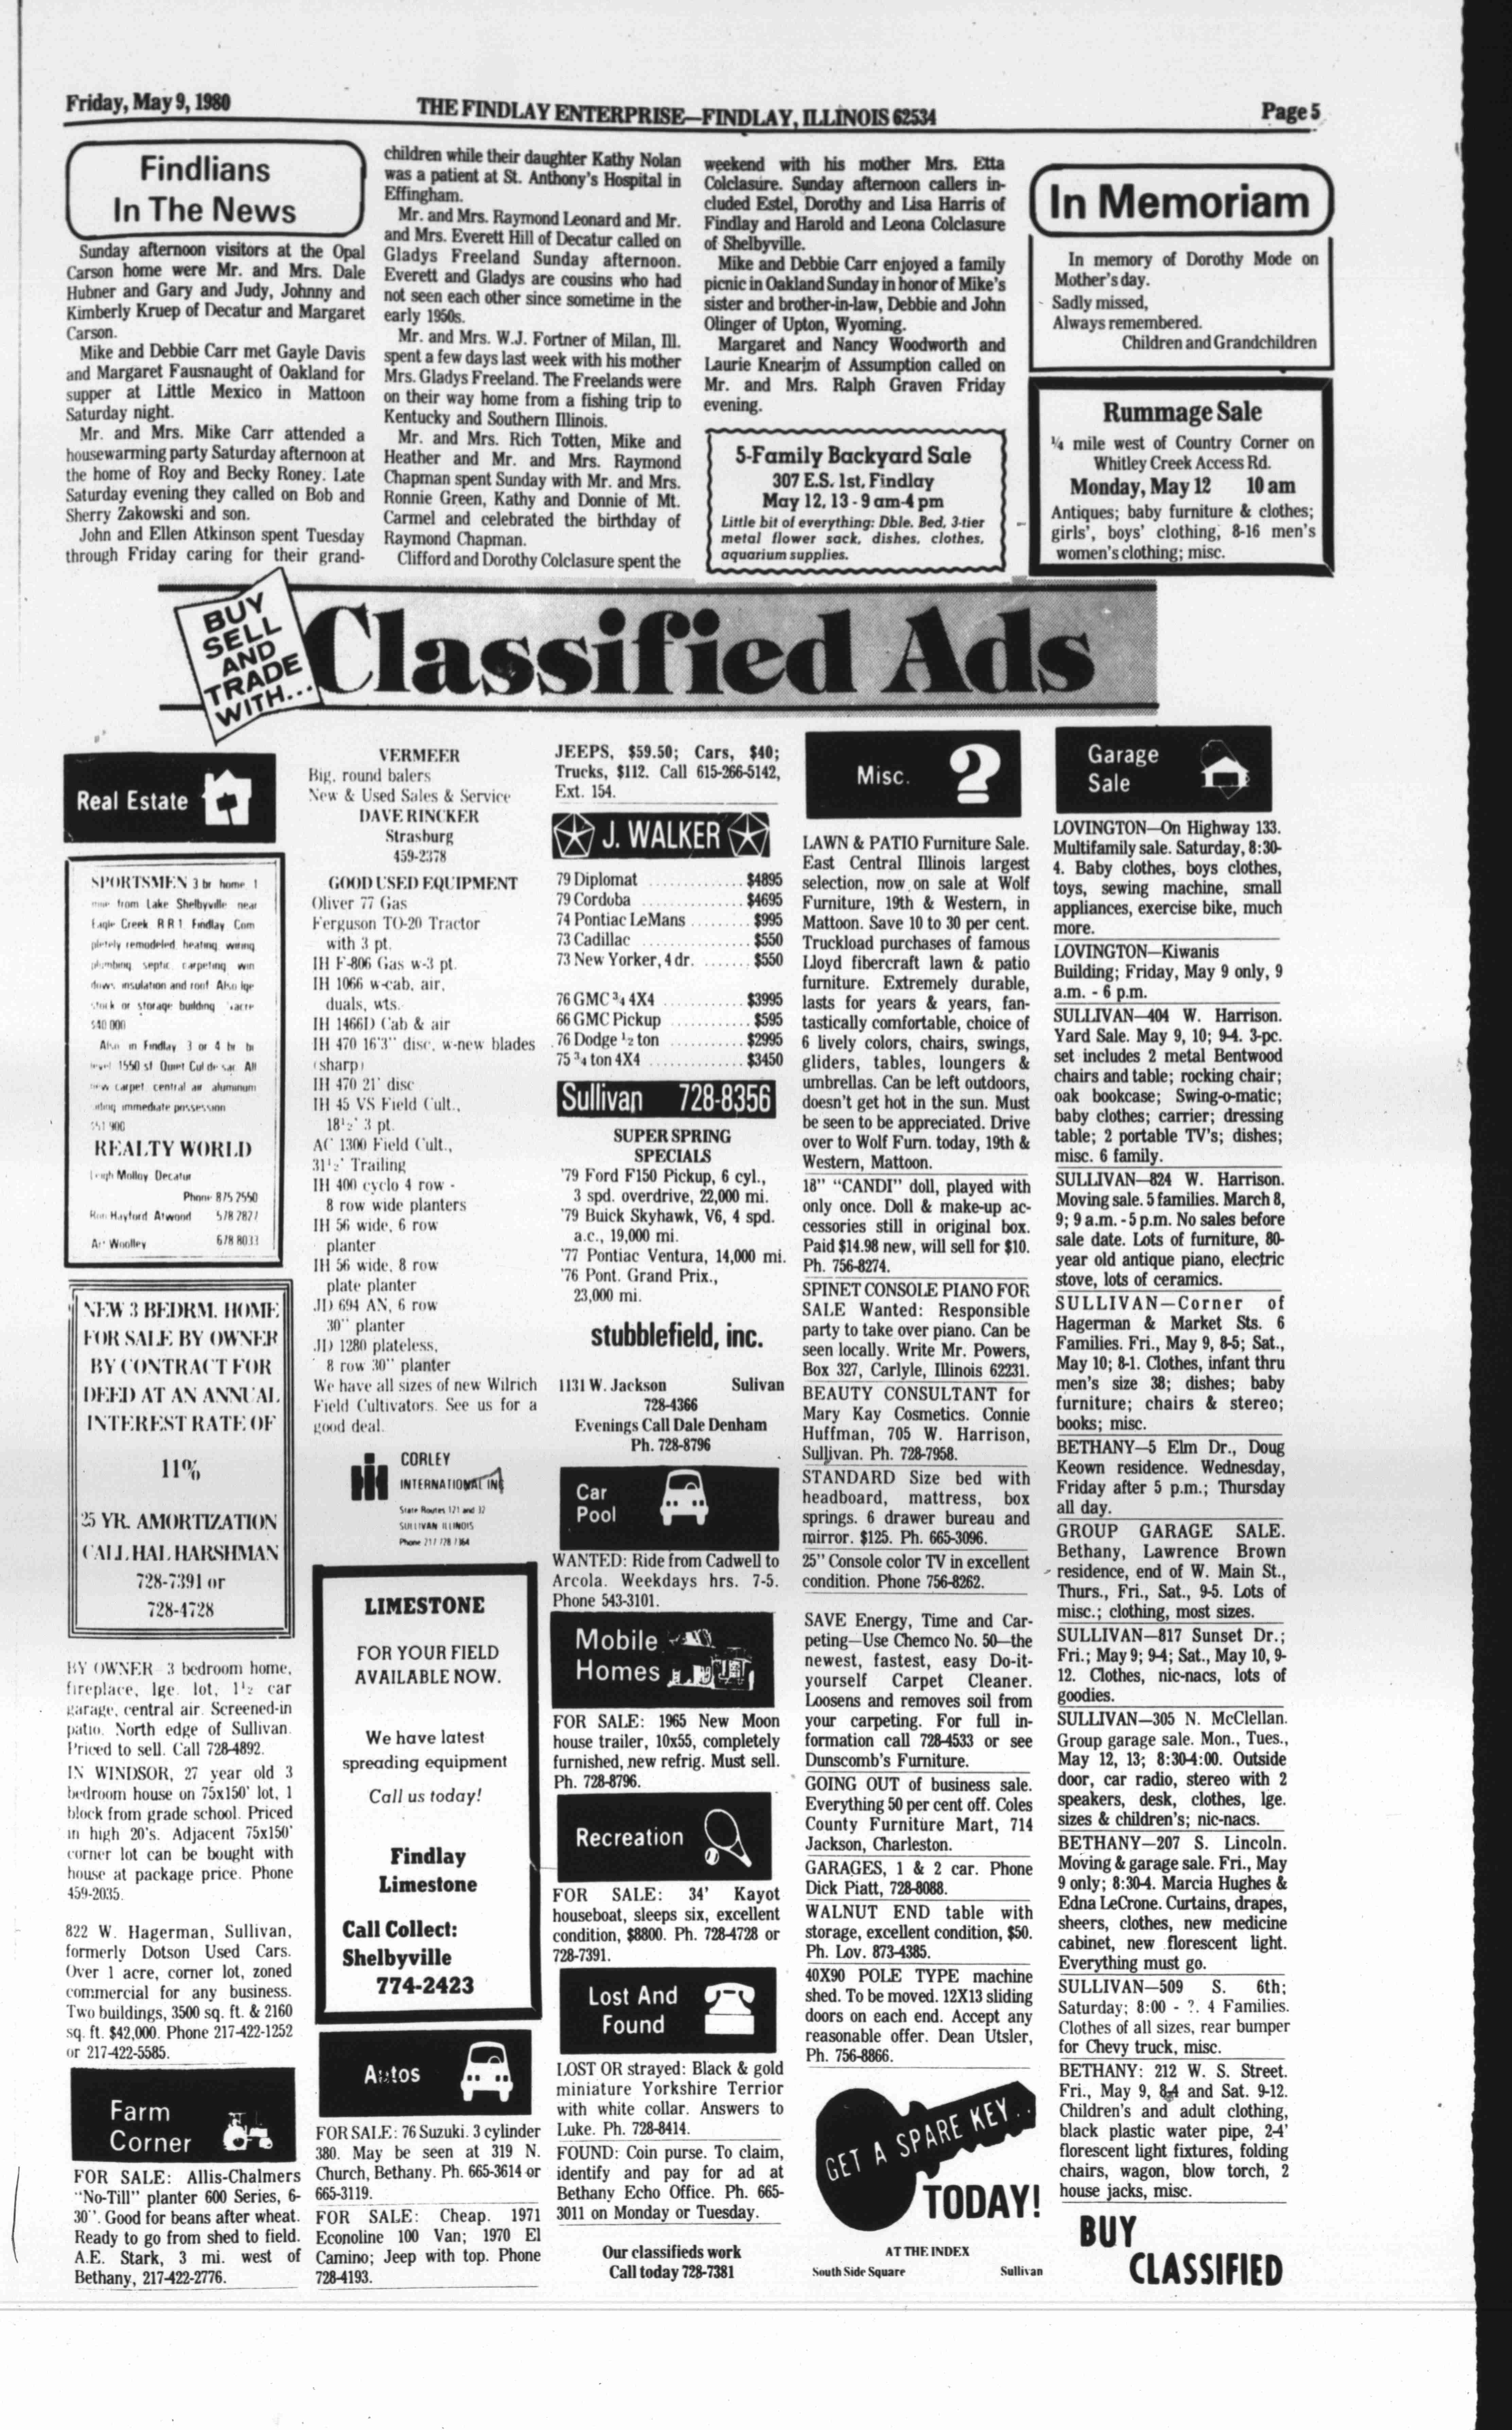 Friday, May 9, 1980
THE FINDLAY ENTERPRISE—FINDLAY, ILLINOIS 62534
Page 5
Findlians
In The News
Sunday afternoon visitors at the Opal
Carson home were Mr. and Mrs. Dale
Hubner and Gary and Judy, Johnny and
Kimberly Kruep of Decatur and Margaret
Carson.
Mike and Debbie Carr met Gayle Davis
and Margaret Fausnaught of Oakland for
supper at Little Mexico in Mattoon
Saturday night.
Mr. and Mrs. Mike Carr attended a
housewarming party Saturday afternoon at
the home of Roy and Becky Roney. Late
Saturday evening they called on Bob and
Sherry Zakowski and son.
John and Ellen Atkinson spent Tuesday
through Friday caring for their grand-
children while their daughter Kathy Nolan
was a patient at St. Anthony's Hospital in
Effingham.
Mr. and Mrs. Raymond Leonard and Mr.
and Mrs. Everett Hill of Decatur called on
Gladys Freeland Sunday afternoon.
Everett and Gladys are cousins who had
not seen each other since sometime in the
early 1950s.
Mr. and Mrs. W.J. Fortner of Milan, Ill.
spent a few days last week with his mother
Mrs. Gladys Freeland. The Freelands were
on their way home from a fishing trip to
Kentucky and Southern Illinois.
Mr. and Mrs. Rich Totten, Mike and
Heather and Mr. and Mrs. Raymond
Chapman spent Sunday with Mr. and Mrs.
Ronnie Green, Kathy and Donnie of Mt.
Carmel and celebrated the birthday of
Raymond Chapman.
Clifford and Dorothy Colclasure spent the
weekend with his mother Mrs. Etta
Colclasure. Sunday afternoon callers in-
cluded Estel, Dorothy and Lisa Harris of
Findlay and Harold and Leona Colclasure
of Shelbyville.
Mike and Debbie Carr enjoyed a family
picnic in Oakland Sunday in honor of Mike's
sister and brother-in-law, Debbie and John
Olinger of Upton, Wyoming.
Margaret and Nancy Woodworth and
Laurie Knearim of Assumption called on
Mr. and Mrs. Ralph Graven Friday
evening.
5-Family Backyard Sale
307 E.S. 1st, Findlay
May 12, 13 - 9 am-4 pm
Little bit of everything: Dble. Bed, 3-tier
metal flower sack, dishes, clothes,
aquarium supplies.
In Memoriam
In memory of Dorothy Mode on
Mother's day.
Sadly missed,
Always remembered.
Children and Grandchildren
Rummage Sale
¼ mile west of Country Corner on
Whitley Creek Access Rd.
Monday, May 12 10 am
Antiques; baby furniture & clothes;
girls', boys' clothing, 8-16 men's
women's clothing; misc.
BUY
SELL
AND
TRADE
WITH...
Classified Ads
Real Estate
SPORTSMEN 3 br home 1
mile from Lake Shelbyville near
Eagle Creek R R 1 Findlay Com
pletely remodeled heating wiring
plumbing septic carpeting win
dows insulation and roof Also lge
stock or storage building acre
$40 000
Also in Findlay 3 or 4 br bi
level 1550 sf Quiet Cul de sac All
new carpet central air aluminum
siding immediate possession
$51 900
REALTY WORLD
Leigh Molloy Decatur
Phone 875 2550
Ron Hayford Atwood 578 2827
Art Woolley 678 8033
NEW 3 BEDRM. HOME
FOR SALE BY OWNER
BY CONTRACT FOR
DEED AT AN ANNUAL
INTEREST RATE OF
11%
25 YR. AMORTIZATION
CALL HAL HARSHMAN
728-7391 or
728-4728
BY OWNER 3 bedroom home,
fireplace, lge. lot, 1½ car
garage, central air. Screened-in
patio. North edge of Sullivan.
Priced to sell. Call 728-4892.
IN WINDSOR, 27 year old 3
bedroom house on 75x150' lot, 1
block from grade school. Priced
in high 20's. Adjacent 75x150'
corner lot can be bought with
house at package price. Phone
459-2035.
822 W. Hagerman, Sullivan,
formerly Dotson Used Cars.
Over 1 acre, corner lot, zoned
commercial for any business.
Two buildings, 3500 sq. ft. & 2160
sq. ft. $42,000. Phone 217-422-1252
or 217-422-5585.
Farm
Corner
FOR SALE: Allis-Chalmers
"No-Till" planter 600 Series, 6-
30". Good for beans after wheat.
Ready to go from shed to field.
A.E. Stark, 3 mi. west of
Bethany, 217-422-2776.
VERMEER
Big, round balers
New & Used Sales & Service
DAVE RINCKER
Strasburg
459-2378
GOOD USED EQUIPMENT
Oliver 77 Gas
Ferguson TO-20 Tractor
with 3 pt.
IH F-806 Gas w-3 pt.
IH 1066 w-cab, air,
duals, wts.
IH 1466D Cab & air
IH 470 16'3" disc, w-new blades
(sharp)
IH 470 21' disc
IH 45 VS Field Cult.,
18½' 3 pt.
AC 1300 Field Cult.,
31½' Trailing
IH 400 cyclo 4 row -
8 row wide planters
IH 56 wide, 6 row
planter
IH 56 wide, 8 row
plate planter
JD 694 AN, 6 row
30" planter
JD 1280 plateless,
8 row 30" planter
We have all sizes of new Wilrich
Field Cultivators. See us for a
good deal.
CORLEY
INTERNATIONAL INC
State Routes 121 and 32
SULLIVAN ILLINOIS
Phone 217 728 7364
LIMESTONE
FOR YOUR FIELD
AVAILABLE NOW.
We have latest
spreading equipment
Call us today!
Findlay
Limestone
Call Collect:
Shelbyville
774-2423
Autos
FOR SALE: 76 Suzuki. 3 cylinder
380. May be seen at 319 N.
Church, Bethany. Ph. 665-3614 or
665-3119.
FOR SALE: Cheap. 1971
Econoline 100 Van; 1970 El
Camino; Jeep with top. Phone
728-4193.
JEEPS, $59.50; Cars, $40;
Trucks, $112. Call 615-266-5142,
Ext. 154.
J. WALKER
79 Diplomat $4895
79 Cordoba $4695
74 Pontiac LeMans $995
73 Cadillac $550
73 New Yorker, 4 dr. $550
76 GMC ¾ 4X4 $3995
66 GMC Pickup $595
76 Dodge ½ ton $2995
75 ¾ ton 4X4 $3450
Sullivan 728-8356
SUPER SPRING
SPECIALS
'79 Ford F150 Pickup, 6 cyl.,
3 spd. overdrive, 22,000 mi.
'79 Buick Skyhawk, V6, 4 spd.
a.c., 19,000 mi.
'77 Pontiac Ventura, 14,000 mi.
'76 Pont. Grand Prix.,
23,000 mi.
stubblefield, inc.
1131 W. Jackson Sulivan
728-4366
Evenings Call Dale Denham
Ph. 728-8796
Car
Pool
WANTED: Ride from Cadwell to
Arcola. Weekdays hrs. 7-5.
Phone 543-3101.
Mobile
Homes
FOR SALE: 1965 New Moon
house trailer, 10x55, completely
furnished, new refrig. Must sell.
Ph. 728-8796.
Recreation
FOR SALE: 34' Kayot
houseboat, sleeps six, excellent
condition, $8800. Ph. 728-4728 or
728-7391.
Lost And
Found
LOST OR strayed: Black & gold
miniature Yorkshire Terrior
with white collar. Answers to
Luke. Ph. 728-8414.
FOUND: Coin purse. To claim,
identify and pay for ad at
Bethany Echo Office. Ph. 665-
3011 on Monday or Tuesday.
Our classifieds work
Call today 728-7381
Misc. ?
LAWN & PATIO Furniture Sale.
East Central Illinois largest
selection, now on sale at Wolf
Furniture, 19th & Western, in
Mattoon. Save 10 to 30 per cent.
Truckload purchases of famous
Lloyd fibercraft lawn & patio
furniture. Extremely durable,
lasts for years & years, fan-
tastically comfortable, choice of
6 lively colors, chairs, swings,
gliders, tables, loungers &
umbrellas. Can be left outdoors,
doesn't get hot in the sun. Must
be seen to be appreciated. Drive
over to Wolf Furn. today, 19th &
Western, Mattoon.
18" "CANDI" doll, played with
only once. Doll & make-up ac-
cessories still in original box.
Paid $14.98 new, will sell for $10.
Ph. 756-8274.
SPINET CONSOLE PIANO FOR
SALE Wanted: Responsible
party to take over piano. Can be
seen locally. Write Mr. Powers,
Box 327, Carlyle, Illinois 62231.
BEAUTY CONSULTANT for
Mary Kay Cosmetics. Connie
Huffman, 705 W. Harrison,
Sullivan. Ph. 728-7958.
STANDARD Size bed with
headboard, mattress, box
springs. 6 drawer bureau and
mirror. $125. Ph. 665-3096.
25" Console color TV in excellent
condition. Phone 756-8262.
SAVE Energy, Time and Car-
peting—Use Chemco No. 50—the
newest, fastest, easy Do-it-
yourself Carpet Cleaner.
Loosens and removes soil from
your carpeting. For full in-
formation call 728-4533 or see
Dunscomb's Furniture.
GOING OUT of business sale.
Everything 50 per cent off. Coles
County Furniture Mart, 714
Jackson, Charleston.
GARAGES, 1 & 2 car. Phone
Dick Piatt, 728-8088.
WALNUT END table with
storage, excellent condition, $50.
Ph. Lov. 873-4385.
40X90 POLE TYPE machine
shed. To be moved. 12X13 sliding
doors on each end. Accept any
reasonable offer. Dean Utsler,
Ph. 756-8866.
GET A SPARE KEY..
TODAY!
AT THE INDEX
South Side Square Sullivan
Garage
Sale
LOVINGTON—On Highway 133.
Multifamily sale. Saturday, 8:30-
4. Baby clothes, boys clothes,
toys, sewing machine, small
appliances, exercise bike, much
more.
LOVINGTON—Kiwanis
Building; Friday, May 9 only, 9
a.m. - 6 p.m.
SULLIVAN—404 W. Harrison.
Yard Sale. May 9, 10; 9-4. 3-pc.
set includes 2 metal Bentwood
chairs and table; rocking chair;
oak bookcase; Swing-o-matic;
baby clothes; carrier; dressing
table; 2 portable TV's; dishes;
misc. 6 family.
SULLIVAN—824 W. Harrison.
Moving sale. 5 families. March 8,
9; 9 a.m. - 5 p.m. No sales before
sale date. Lots of furniture, 80-
year old antique piano, electric
stove, lots of ceramics.
SULLIVAN—Corner of
Hagerman & Market Sts. 6
Families. Fri., May 9, 8-5; Sat.,
May 10; 8-1. Clothes, infant thru
men's size 38; dishes; baby
furniture; chairs & stereo;
books; misc.
BETHANY—5 Elm Dr., Doug
Keown residence. Wednesday,
Friday after 5 p.m.; Thursday
all day.
GROUP GARAGE SALE.
Bethany, Lawrence Brown
residence, end of W. Main St.,
Thurs., Fri., Sat., 9-5. Lots of
misc.; clothing, most sizes.
SULLIVAN—817 Sunset Dr.;
Fri.; May 9; 9-4; Sat., May 10, 9-
12. Clothes, nic-nacs, lots of
goodies.
SULLIVAN—305 N. McClellan.
Group garage sale. Mon., Tues.,
May 12, 13; 8:30-4:00. Outside
door, car radio, stereo with 2
speakers, desk, clothes, lge.
sizes & children's; nic-nacs.
BETHANY—207 S. Lincoln.
Moving & garage sale. Fri., May
9 only; 8:30-4. Marcia Hughes &
Edna LeCrone. Curtains, drapes,
sheers, clothes, new medicine
cabinet, new florescent light.
Everything must go.
SULLIVAN—509 S. 6th;
Saturday; 8:00 - ?. 4 Families.
Clothes of all sizes, rear bumper
for Chevy truck, misc.
BETHANY: 212 W. S. Street.
Fri., May 9, 8-4 and Sat. 9-12.
Children's and adult clothing,
black plastic water pipe, 2-4'
florescent light fixtures, folding
chairs, wagon, blow torch, 2
house jacks, misc.
BUY
CLASSIFIED